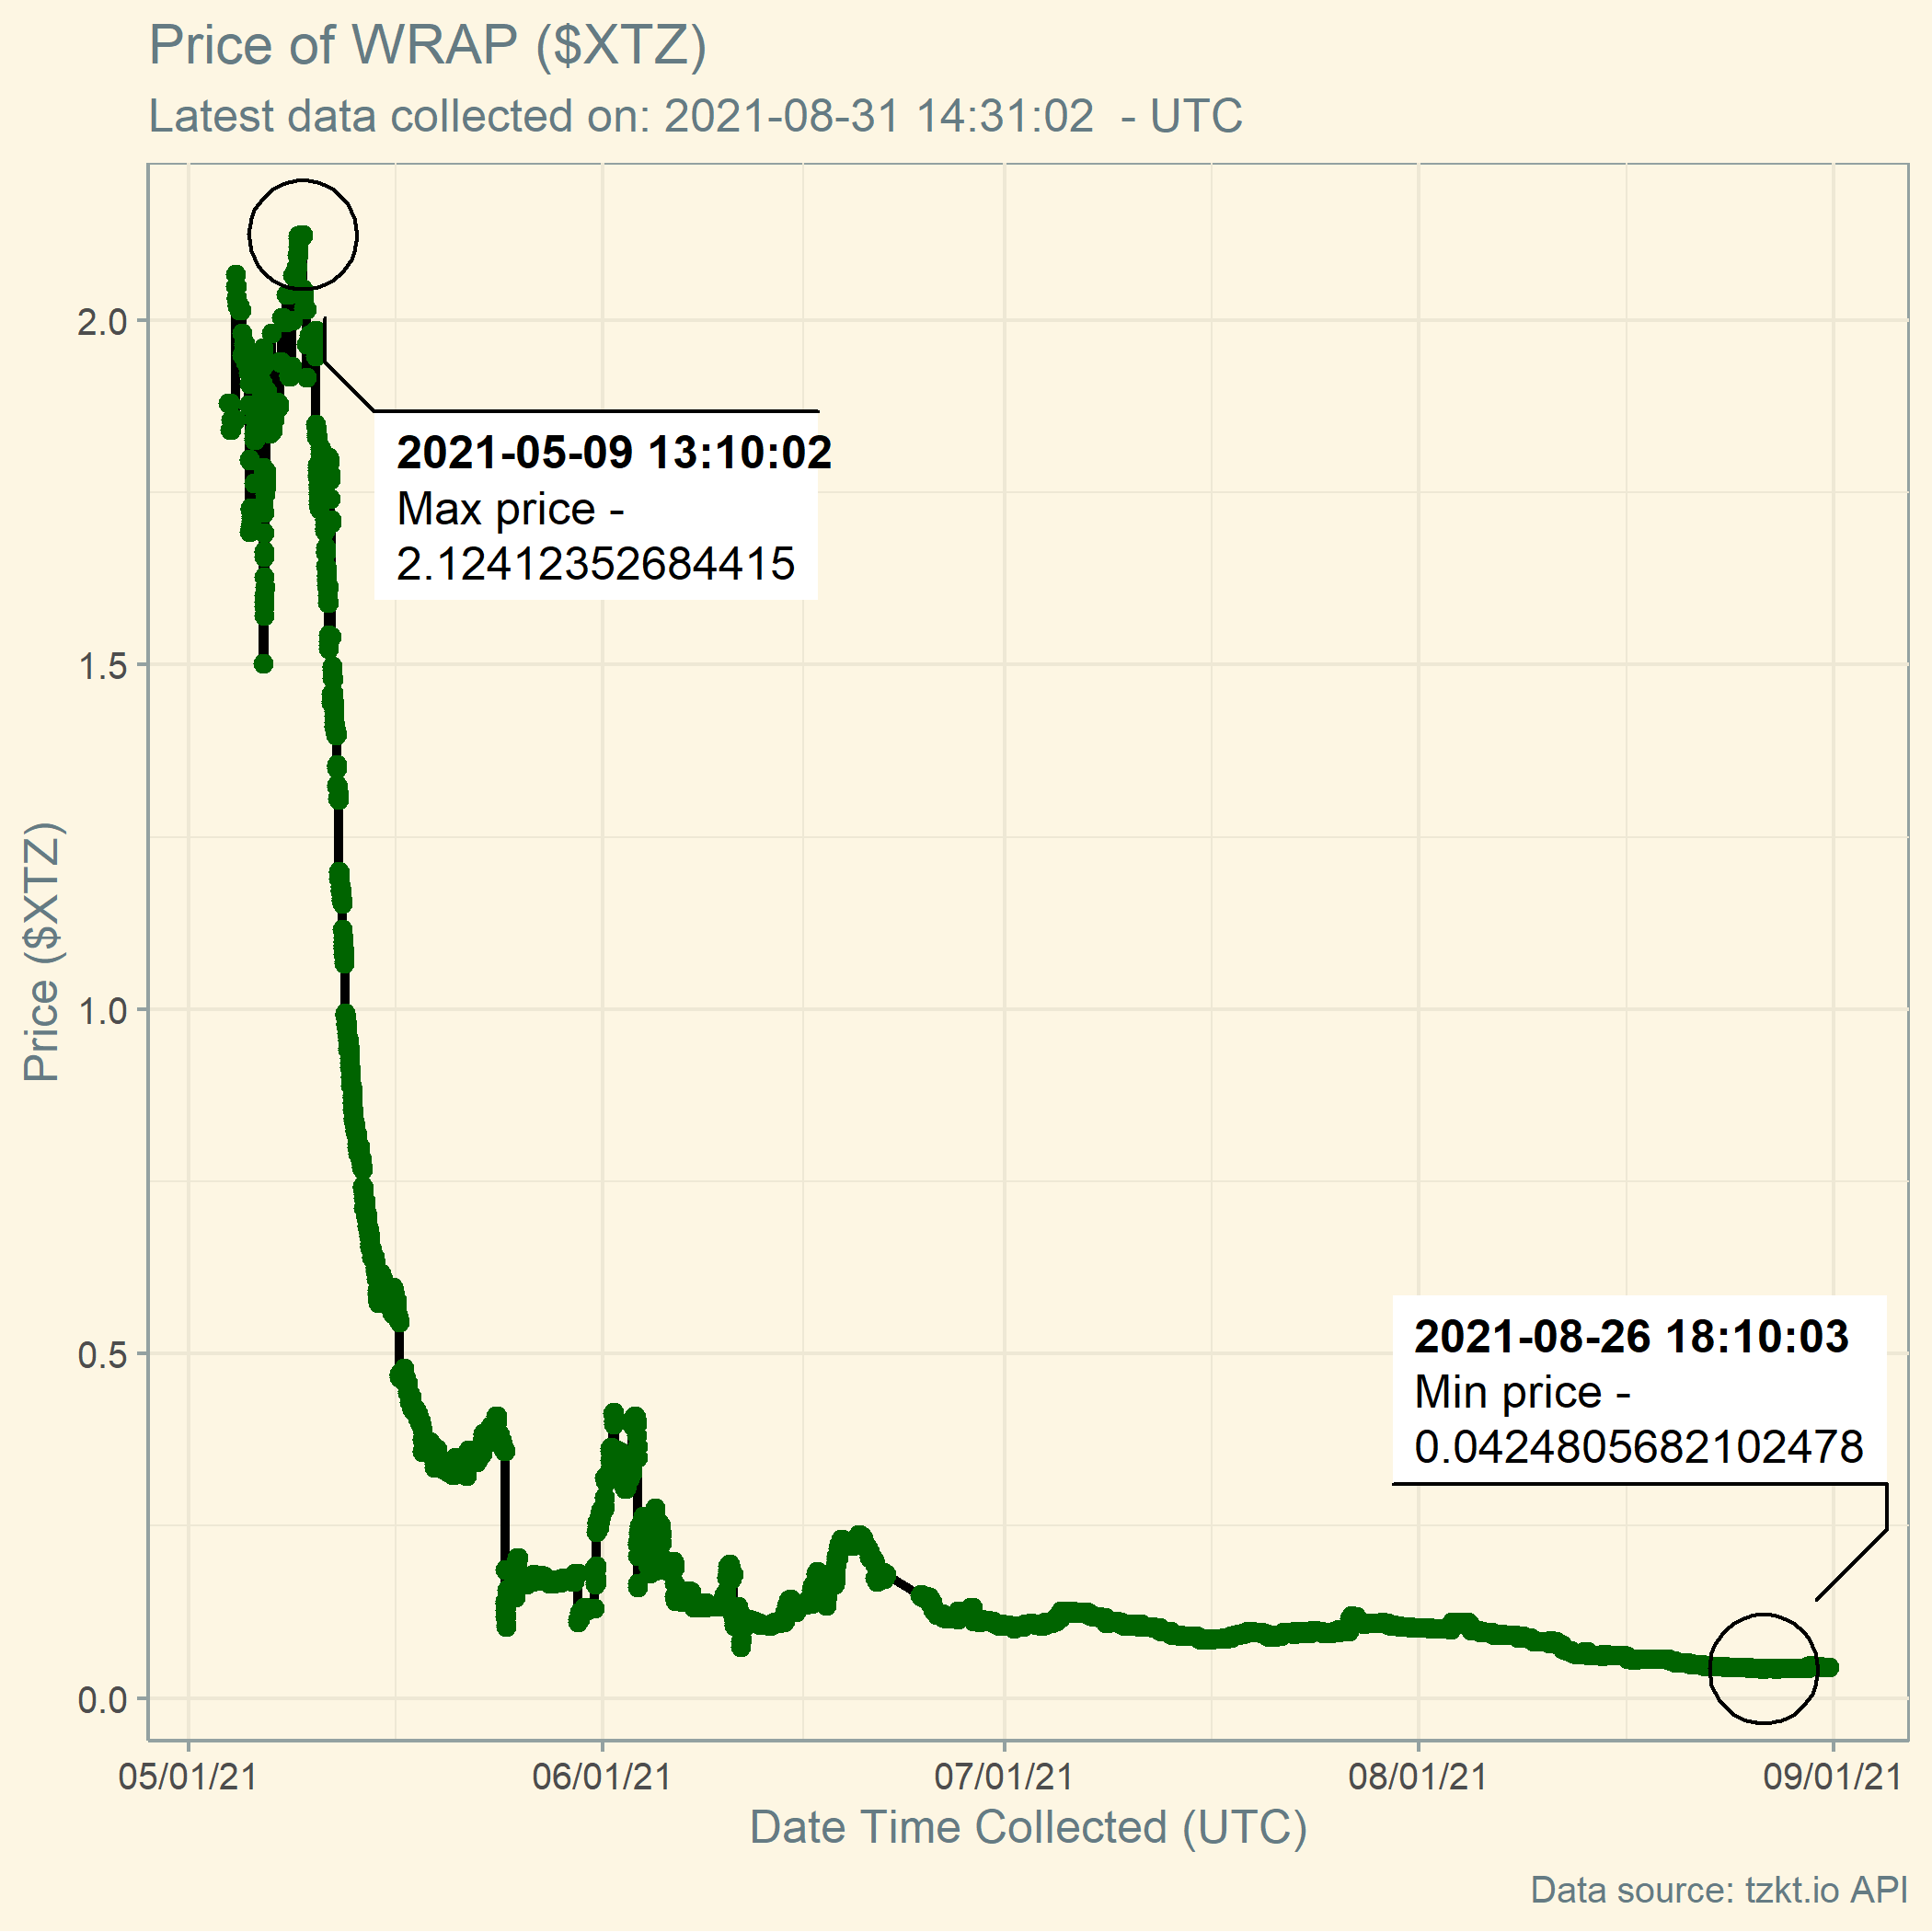 Price of WRAP ($XTZ)
Latest data collected on: 2021-08-31 14:31:02  - UTC
2.0
1.5
1.0
0.5
0.0
Price ($XTZ)
2021-05-09 13:10:02
Max price -
2.12412352684415
2021-08-26 18:10:03
Min price -
0.0424805682102478
05/01/21
06/01/21
07/01/21
08/01/21
09/01/21
Date Time Collected (UTC)
Data source: tzkt.io API